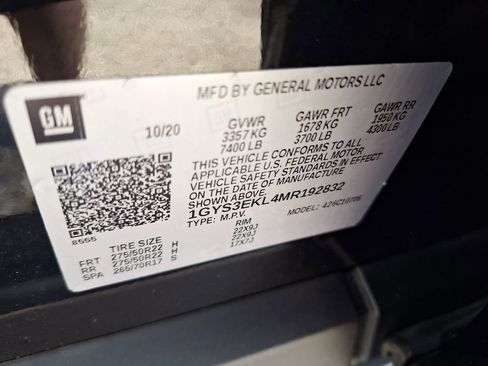 MFD BY GENERAL MOTORS LLC
GM
10/20
GVWR GAWR FRT GAWR RR
3357 KG 1678 KG 1950 KG
7400 LB 3700 LB 4300 LB
THIS VEHICLE CONFORMS TO ALL
APPLICABLE U.S. FEDERAL MOTOR
VEHICLE SAFETY STANDARDS IN EFFECT
ON THE DATE OF MANUFACTURE
1GYS3EKL4MR192832
TYPE: M.P.V. MODEL: 426C10706
8555
TIRE SIZE RIM
FRT 275/50R22 H 22X9J
RR 275/50R22 H 22X9J
SPA 265/70R17 S 17X7J